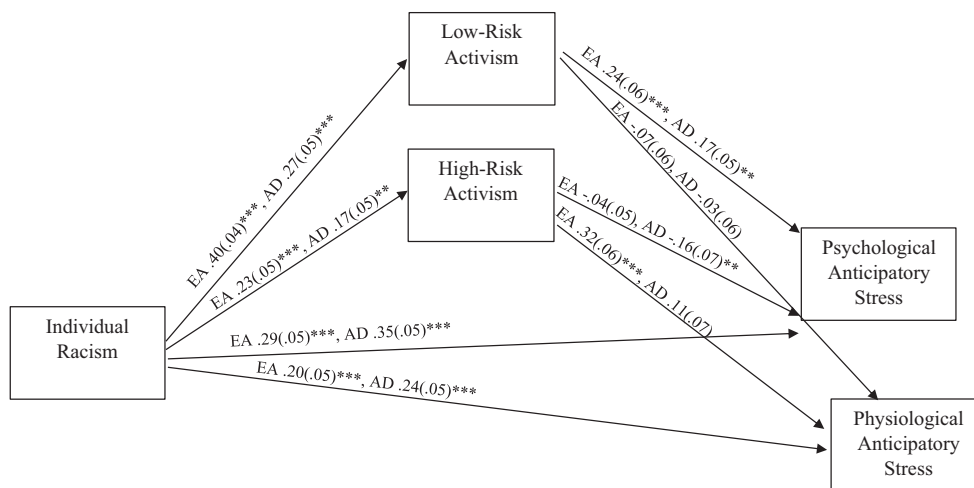 Low-Risk
Activism
EA .24(.06)***, AD .17(.05)**
EA -.07(.06), AD -.03(.06)
EA .40(.04)*** , AD .27(.05)***
High-Risk
Activism
EA -.04(.05), AD -.16(.07)**
EA .32(.06)***, AD .11(.07)
EA .23(.05)*** , AD .17(.05)**
Psychological
Anticipatory
Stress
Individual
Racism
EA .29(.05)***, AD .35(.05)***
EA .20(.05)***, AD .24(.05)***
Physiological
Anticipatory
Stress